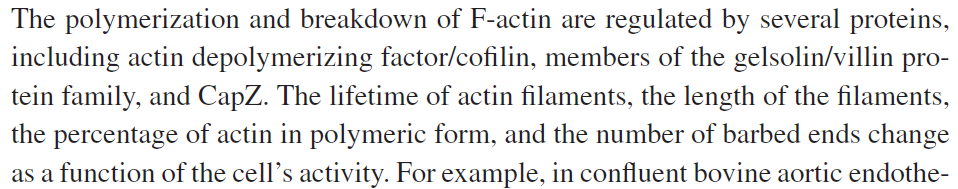 The polymerization and breakdown of F-actin are regulated by several proteins,
including actin depolymerizing factor/cofilin, members of the gelsolin/villin pro-
tein family, and CapZ. The lifetime of actin filaments, the length of the filaments,
the percentage of actin in polymeric form, and the number of barbed ends change
as a function of the cell’s activity. For example, in confluent bovine aortic endothe-